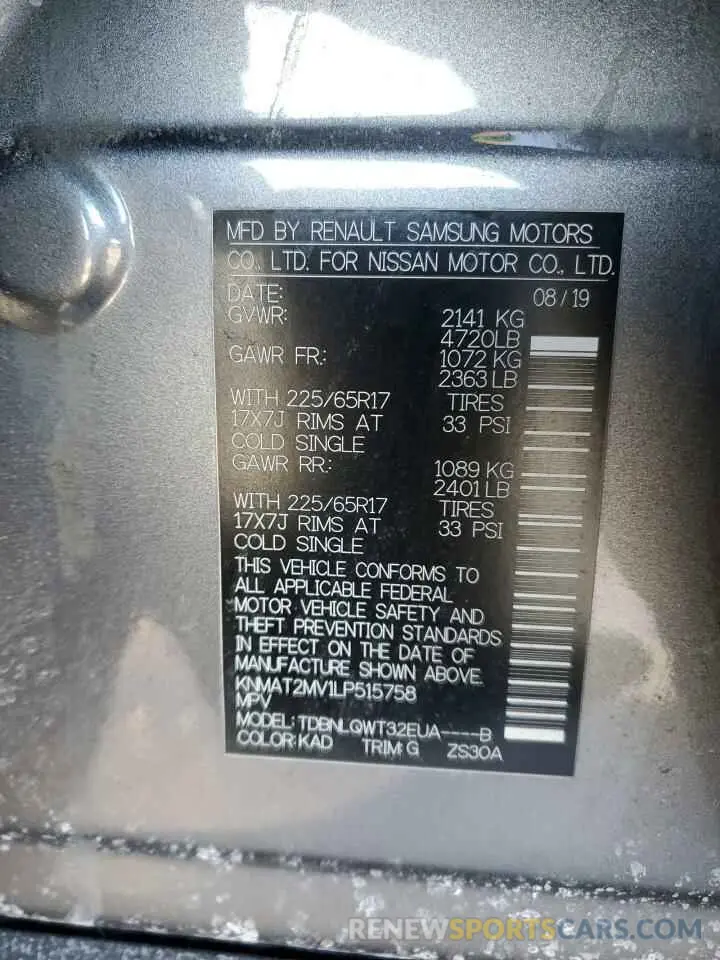 MFD BY RENAULT SAMSUNG MOTORS
CO., LTD. FOR NISSAN MOTOR CO., LTD.
DATE: 08/19
GVWR: 2141 KG
4720LB
GAWR FR.: 1072 KG
2363 LB
WITH 225/65R17 TIRES
17X7J RIMS AT 33 PSI
COLD SINGLE
GAWR RR.: 1089 KG
2401 LB
WITH 225/65R17 TIRES
17X7J RIMS AT 33 PSI
COLD SINGLE
THIS VEHICLE CONFORMS TO
ALL APPLICABLE FEDERAL
MOTOR VEHICLE SAFETY AND
THEFT PREVENTION STANDARDS
IN EFFECT ON THE DATE OF
MANUFACTURE SHOWN ABOVE.
KNMAT2MV1LP515758
MPV
MODEL: TDBNLQWT32EUA----B
COLOR: KAD TRIM: G ZS30A
RENEWSPORTSCARS.COM